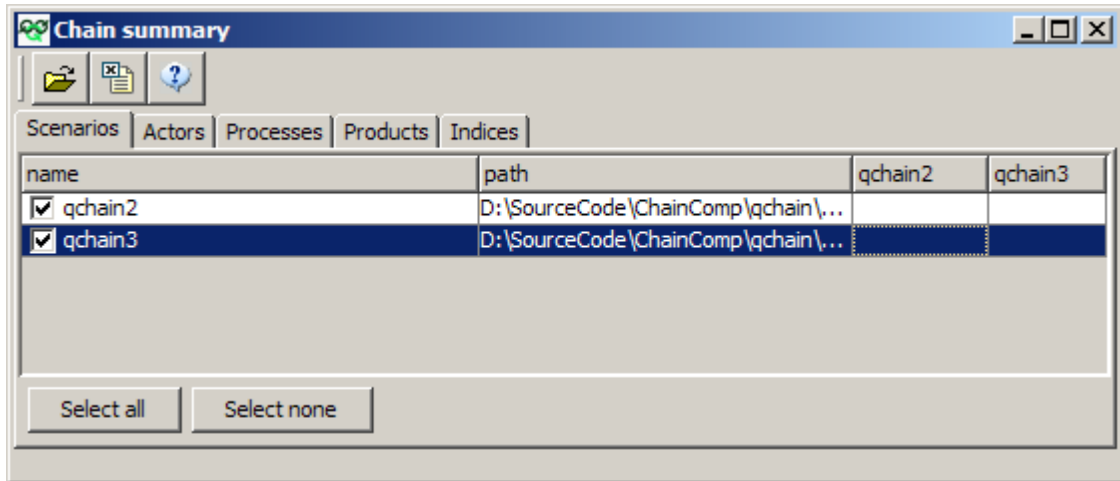 Chain summary
Scenarios Actors Processes Products Indices
name path qchain2 qchain3
qchain2 D:\SourceCode\ChainComp\qchain\...
qchain3 D:\SourceCode\ChainComp\qchain\...
Select all Select none